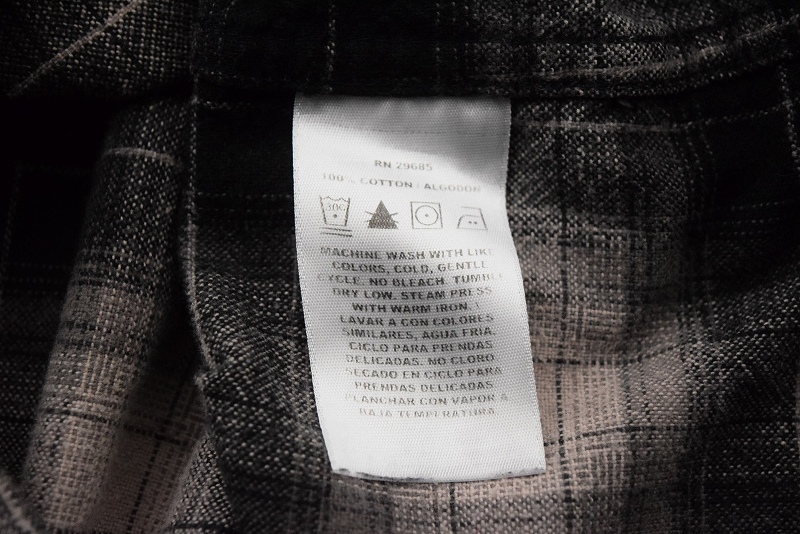 RN 29685
100% COTTON / ALGODON
30C
MACHINE WASH WITH LIKE
COLORS, COLD, GENTLE
CYCLE. NO BLEACH. TUMBLE
DRY LOW. STEAM PRESS
WITH WARM IRON.
LAVAR A CON COLORES
SIMILARES, AGUA FRIA.
CICLO PARA PRENDAS
DELICADAS. NO CLORO.
SECADO EN CICLO PARA
PRENDAS DELICADAS.
PLANCHAR CON VAPOR A
BAJA TEMPERATURA